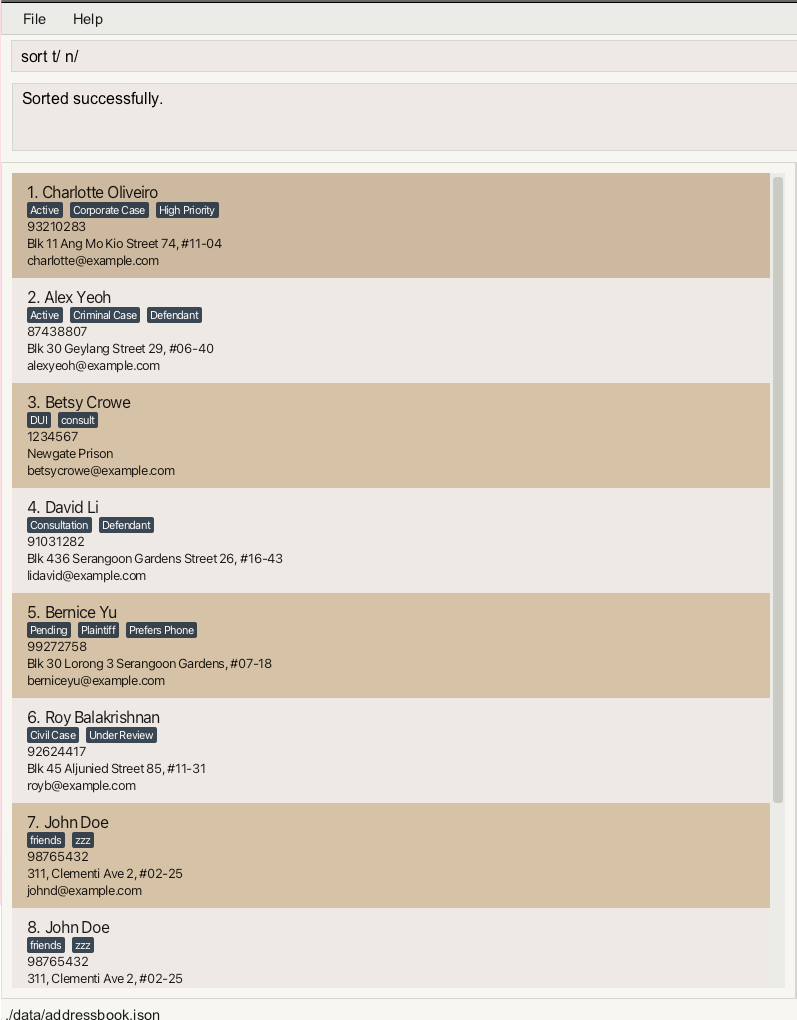 File Help
sort t/ n/
Sorted successfully.
1. Charlotte Oliveiro
Active Corporate Case High Priority
93210283
Blk 11 Ang Mo Kio Street 74, #11-04
charlotte@example.com
2. Alex Yeoh
Active Criminal Case Defendant
87438807
Blk 30 Geylang Street 29, #06-40
alexyeoh@example.com
3. Betsy Crowe
DUI consult
1234567
Newgate Prison
betsycrowe@example.com
4. David Li
Consultation Defendant
91031282
Blk 436 Serangoon Gardens Street 26, #16-43
lidavid@example.com
5. Bernice Yu
Pending Plaintiff Prefers Phone
99272758
Blk 30 Lorong 3 Serangoon Gardens, #07-18
berniceyu@example.com
6. Roy Balakrishnan
Civil Case Under Review
92624417
Blk 45 Aljunied Street 85, #11-31
royb@example.com
7. John Doe
friends zzz
98765432
311, Clementi Ave 2, #02-25
johnd@example.com
8. John Doe
friends zzz
98765432
311, Clementi Ave 2, #02-25
./data/addressbook.json